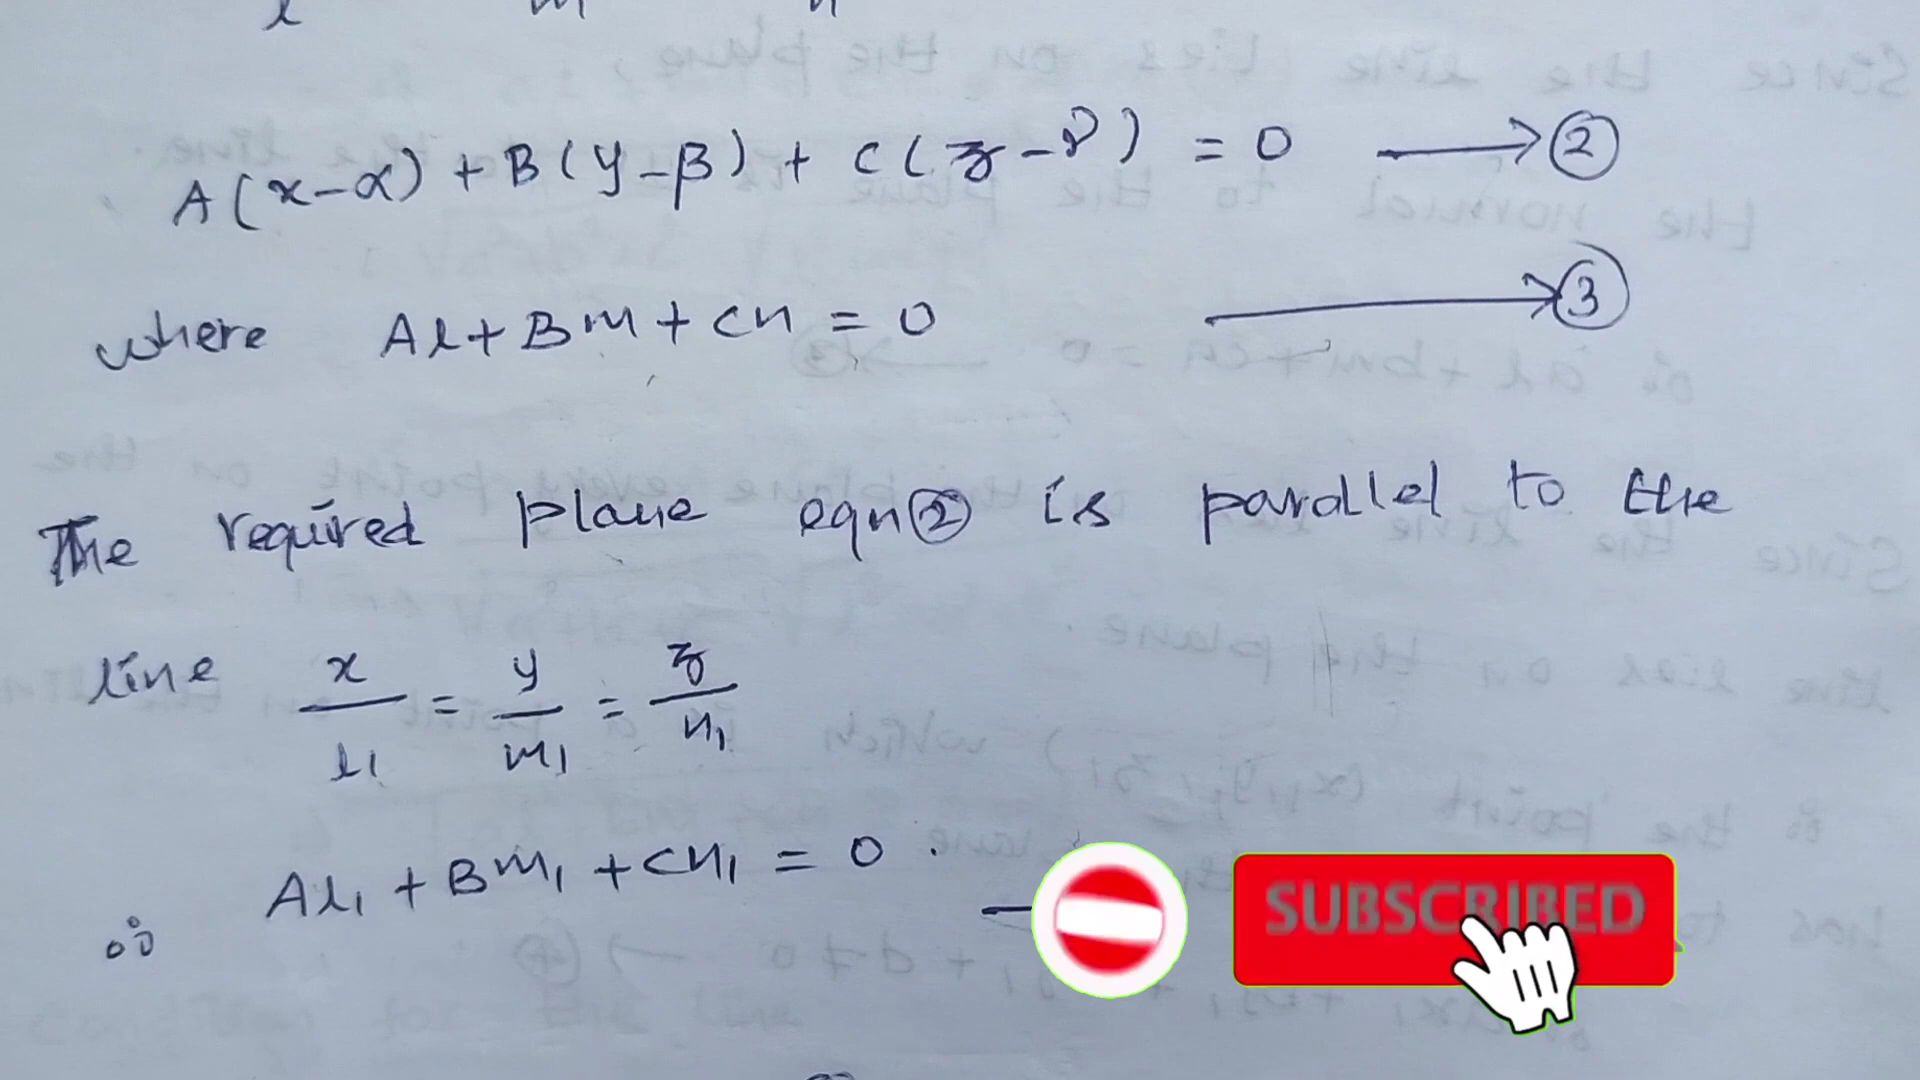 l m n
A(x-α) + B(y-β) + C(z-γ) = 0 → ②
where Al + Bm + Cn = 0 → ③
The required plane eqn② is parallel to the
line x/l₁ = y/m₁ = z/n₁
∴ Al₁ + Bm₁ + Cn₁ = 0.
SUBSCRIBED